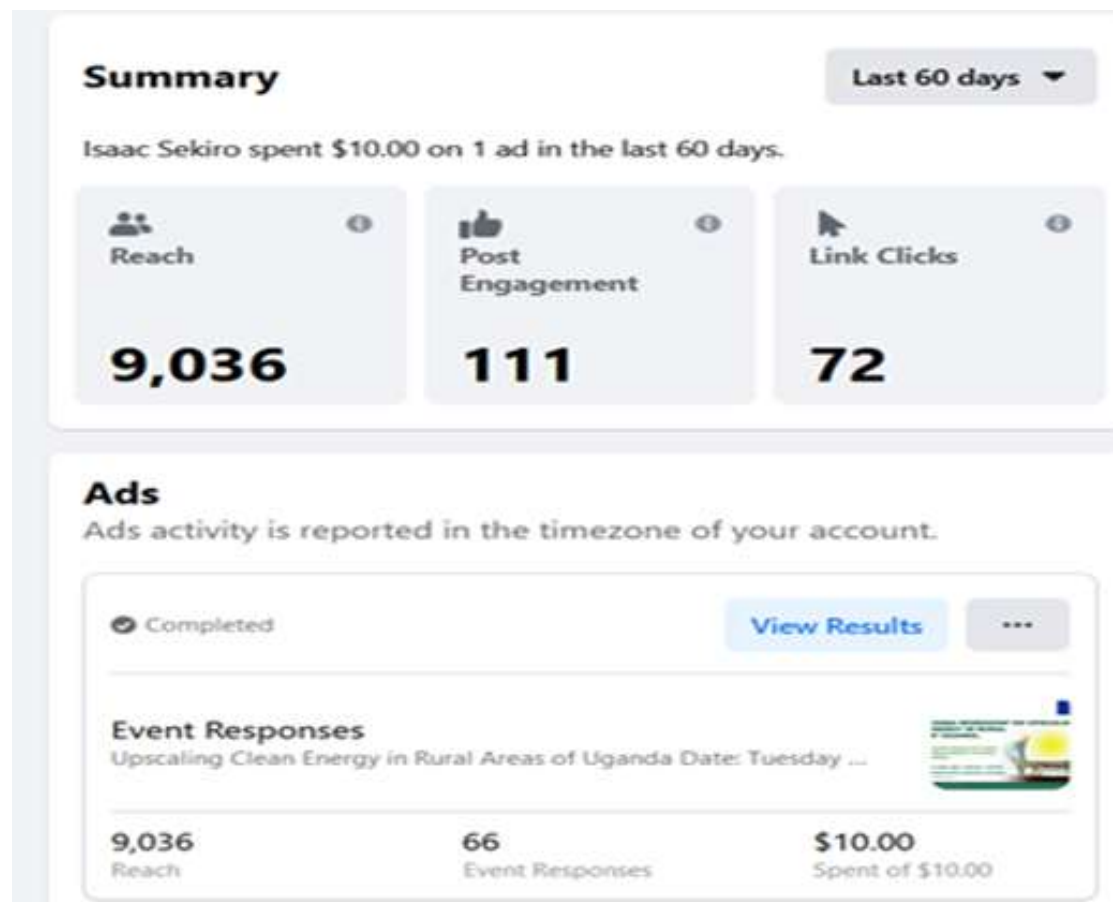 Summary
Last 60 days
Isaac Sekiro spent $10.00 on 1 ad in the last 60 days.
Reach
Post
Engagement
Link Clicks
9,036
111
72
Ads
Ads activity is reported in the timezone of your account.
Completed
View Results
...
Event Responses
Upscaling Clean Energy in Rural Areas of Uganda Date: Tuesday ...
9,036
66
$10.00
Reach
Event Responses
Spent of $10.00